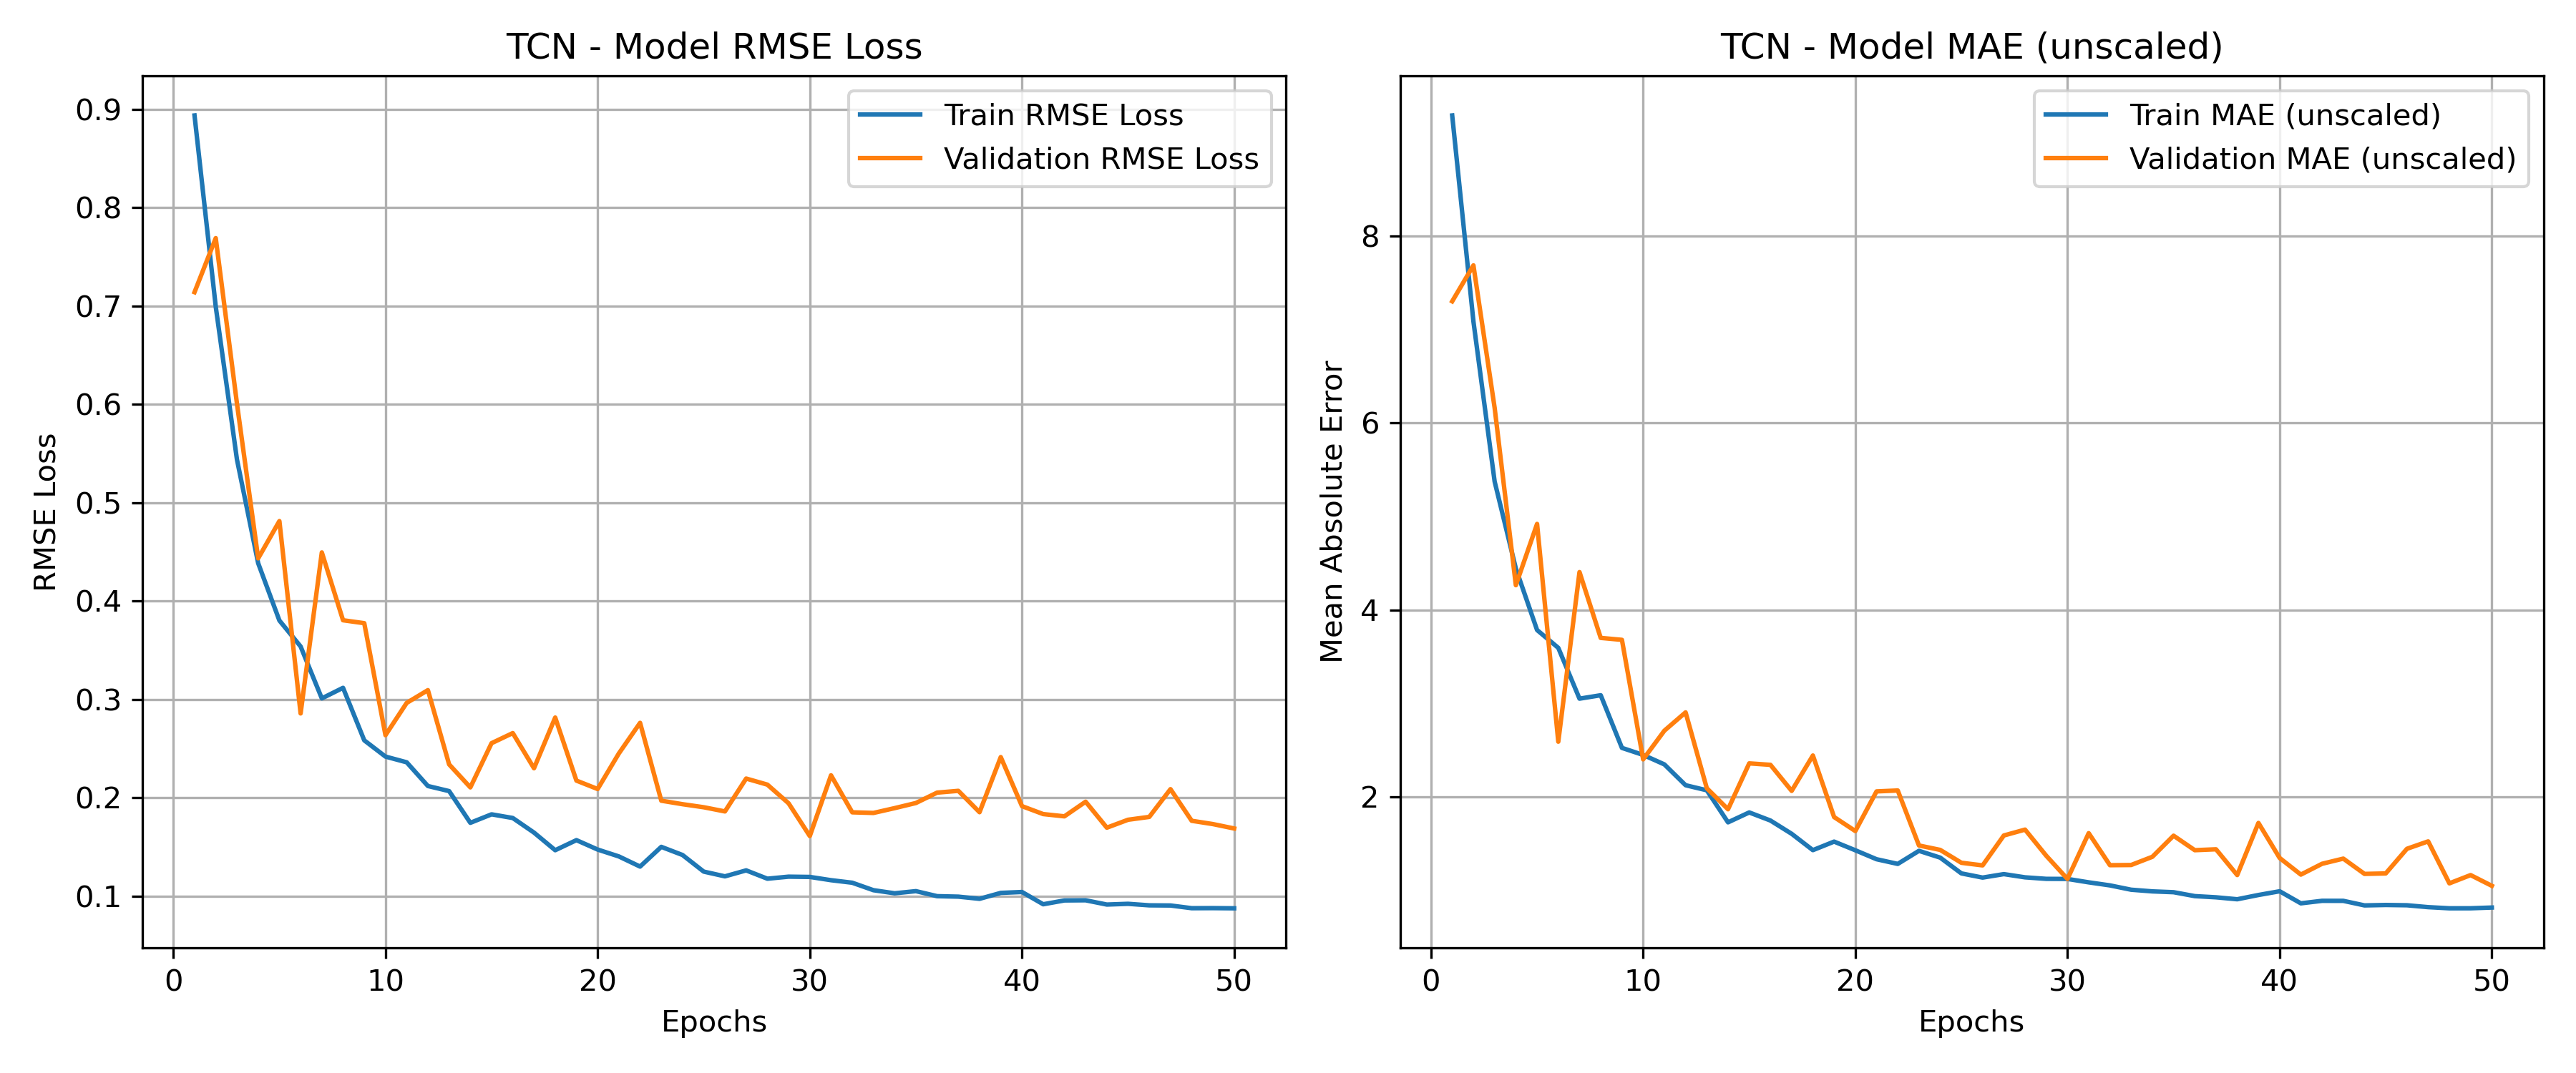 TCN - Model RMSE Loss
0.9
0.8
0.7
0.6
0.5
0.4
0.3
0.2
0.1
RMSE Loss
Train RMSE Loss
Validation RMSE Loss
0 10 20 30 40 50
Epochs
TCN - Model MAE (unscaled)
8
6
4
2
Mean Absolute Error
Train MAE (unscaled)
Validation MAE (unscaled)
0 10 20 30 40 50
Epochs